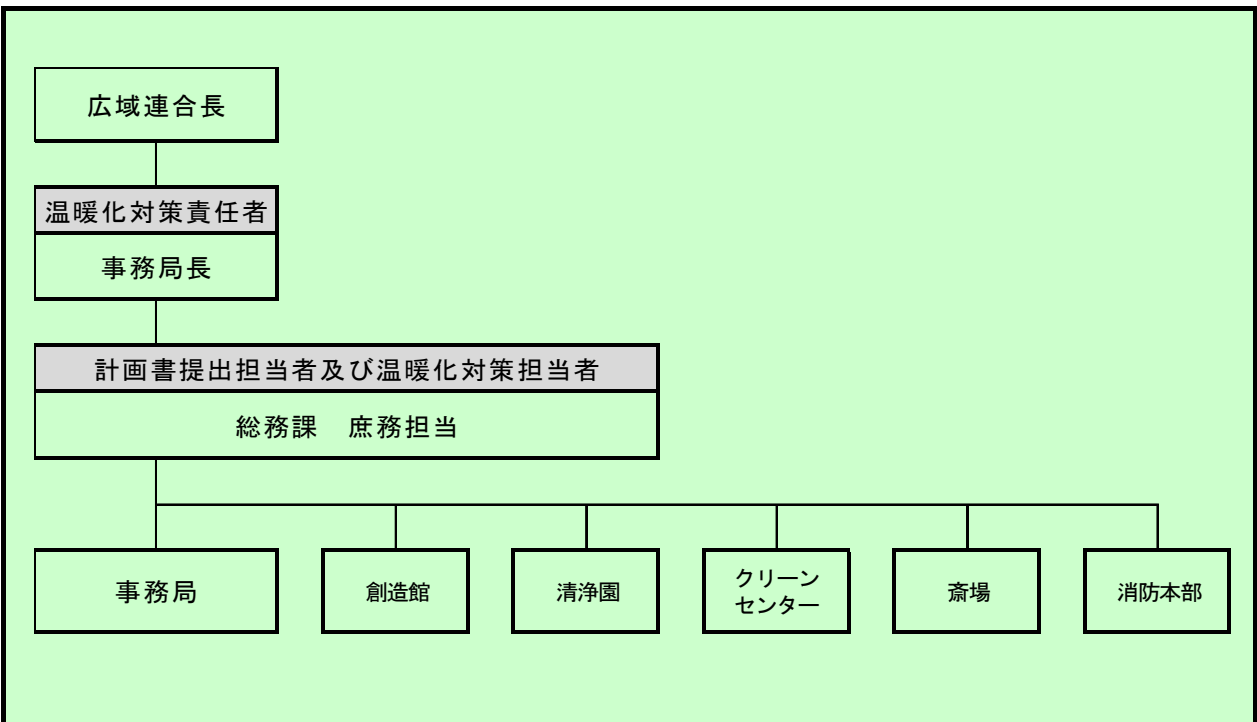 広域連合長
温暖化対策責任者
事務局長
計画書提出担当者及び温暖化対策担当者
総務課　庶務担当
事務局
創造館
清浄園
クリーン
センター
斎場
消防本部